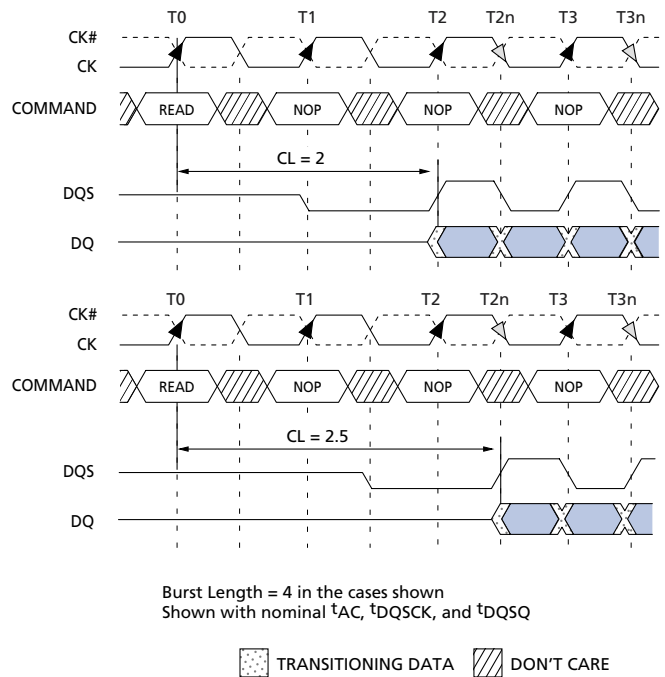 T0 T1 T2 T2n T3 T3n
CK#
CK
COMMAND READ NOP NOP NOP
CL = 2
DQS
DQ
T0 T1 T2 T2n T3 T3n
CK#
CK
COMMAND READ NOP NOP NOP
CL = 2.5
DQS
DQ
Burst Length = 4 in the cases shown
Shown with nominal tAC, tDQSCK, and tDQSQ
TRANSITIONING DATA DON'T CARE